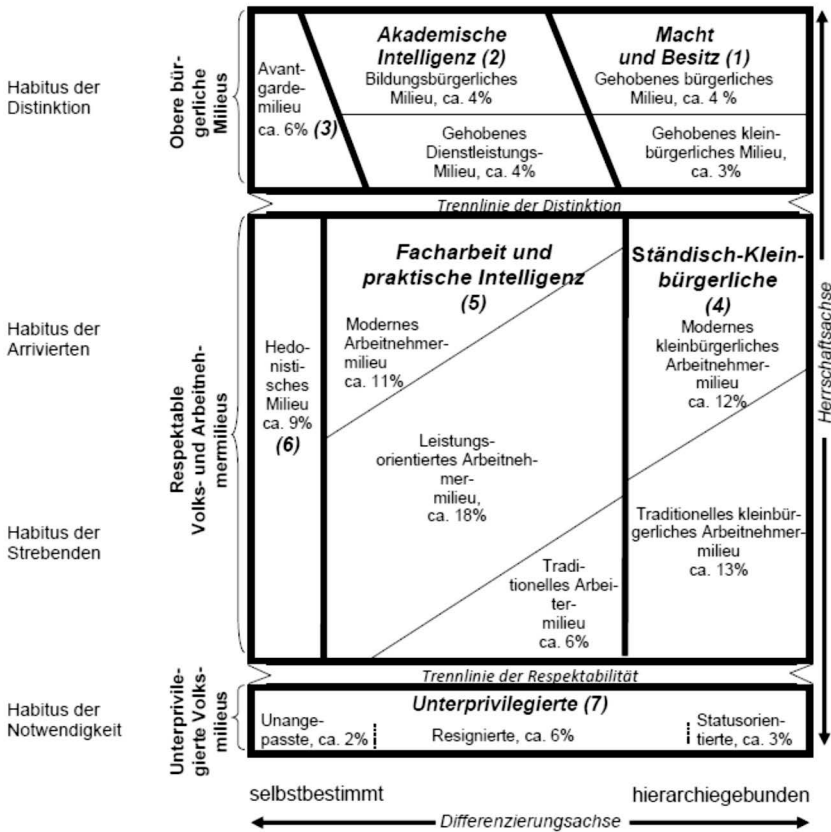 Habitus der
Distinktion
Obere bür-
gerliche
Milieus
Avant-
garde-
milieu
ca. 6% (3)
Akademische
Intelligenz (2)
Bildungsbürgerliches
Milieu, ca. 4%
Gehobenes
Dienstleistungs-
Milieu, ca. 4%
Macht
und Besitz (1)
Gehobenes bürgerliches
Milieu, ca. 4 %
Gehobenes klein-
bürgerliches Milieu,
ca. 3%
Trennlinie der Distinktion
Habitus der
Arrivierten
Habitus der
Strebenden
Respektable
Volks- und Arbeitneh-
mermilieus
Hedo-
nisti-
sches
Milieu
ca. 9%
(6)
Facharbeit und
praktische Intelligenz
(5)
Modernes
Arbeitnehmer-
milieu
ca. 11%
Leistungs-
orientiertes Arbeitneh-
mer-
milieu,
ca. 18%
Tradi-
tionelles Arbei-
ter-
milieu
ca. 6%
Ständisch-Klein-
bürgerliche
(4)
Modernes
kleinbürgerliches
Arbeitnehmer-
milieu
ca. 12%
Traditionelles kleinbür-
gerliches Arbeitnehmer-
milieu
ca. 13%
Trennlinie der Respektabilität
Habitus der
Notwendigkeit
Unterprivile-
gierte Volks-
milieus
Unterprivilegierte (7)
Unange-
passte, ca. 2%
Resignierte, ca. 6%
Statusorien-
tierte, ca. 3%
Herrschaftsachse
selbstbestimmt
hierarchiegebunden
Differenzierungsachse